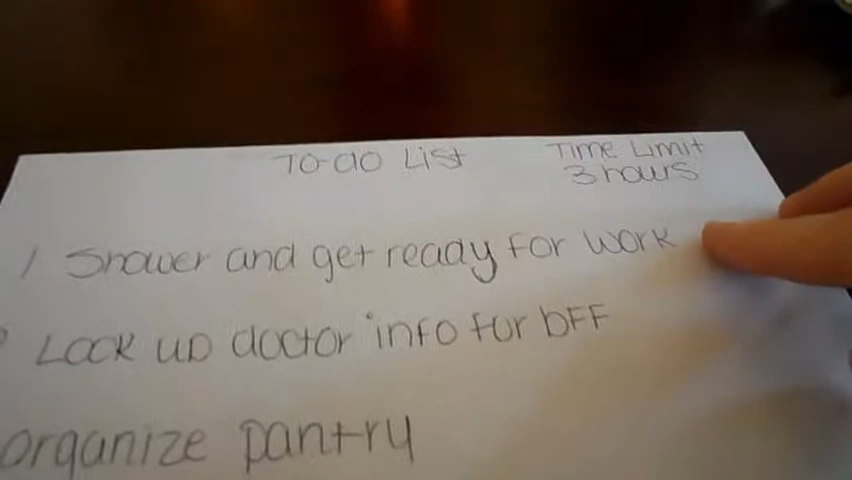 To-do List
Time Limit
3 hours
1 Shower and get ready for work
Look up doctor info for bFF
organize pantry